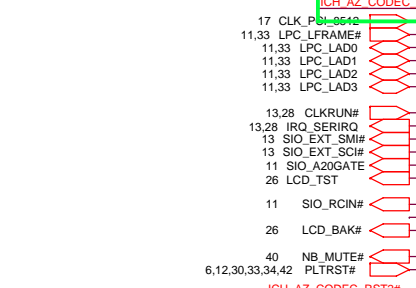 ICH_AZ_CODEC
17 CLK_PCI_8512
11,33 LPC_LFRAME#
11,33 LPC_LAD0
11,33 LPC_LAD1
11,33 LPC_LAD2
11,33 LPC_LAD3
13,28 CLKRUN#
13,28 IRQ_SERIRQ
13 SIO_EXT_SMI#
13 SIO_EXT_SCI#
11 SIO_A20GATE
26 LCD_TST
11 SIO_RCIN#
26 LCD_BAK#
40 NB_MUTE#
6,12,30,33,34,42 PLTRST#
ICH_AZ_CODEC_RST2#